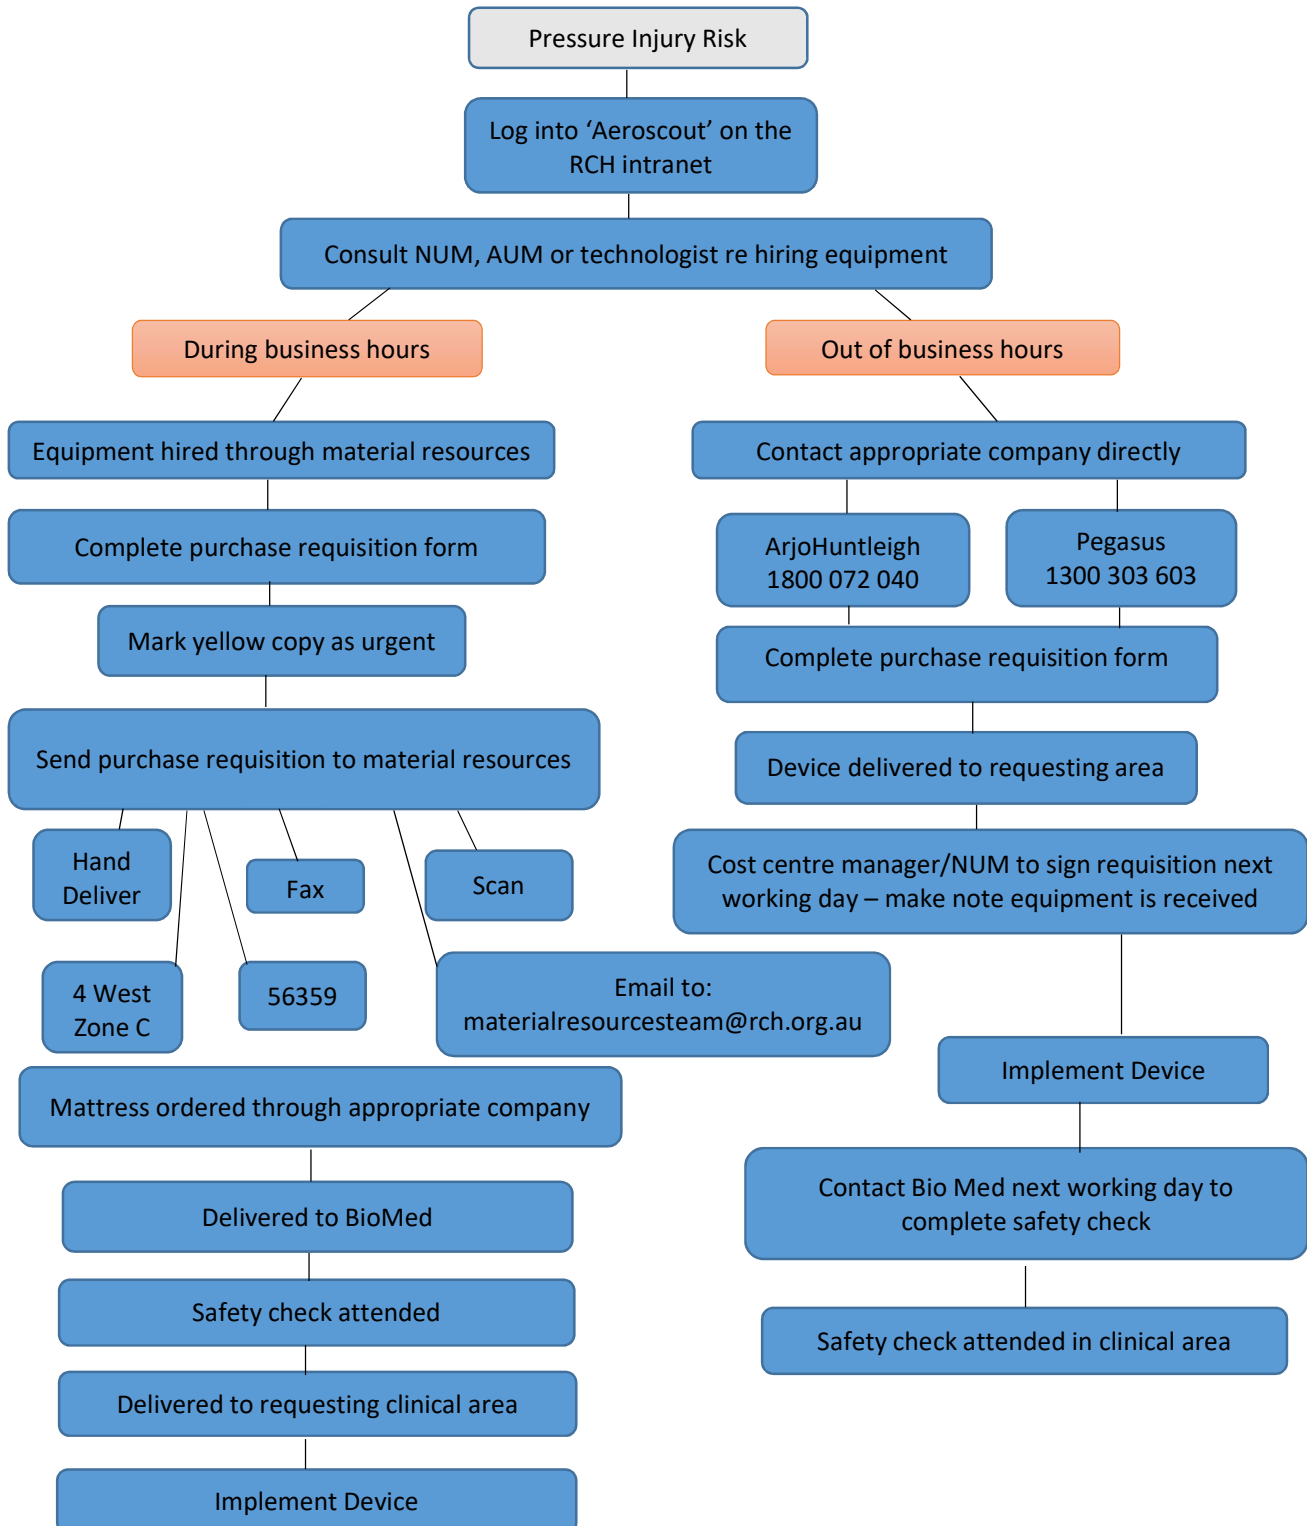 Pressure Injury Risk
Log into ‘Aeroscout’ on the
RCH intranet
Consult NUM, AUM or technologist re hiring equipment
During business hours
Equipment hired through material resources
Complete purchase requisition form
Mark yellow copy as urgent
Send purchase requisition to material resources
Hand
Deliver
Fax
Scan
4 West
Zone C
56359
Email to:
materialresourcesteam@rch.org.au
Mattress ordered through appropriate company
Delivered to BioMed
Safety check attended
Delivered to requesting clinical area
Implement Device
Out of business hours
Contact appropriate company directly
ArjoHuntleigh
1800 072 040
Pegasus
1300 303 603
Complete purchase requisition form
Device delivered to requesting area
Cost centre manager/NUM to sign requisition next
working day – make note equipment is received
Implement Device
Contact Bio Med next working day to
complete safety check
Safety check attended in clinical area